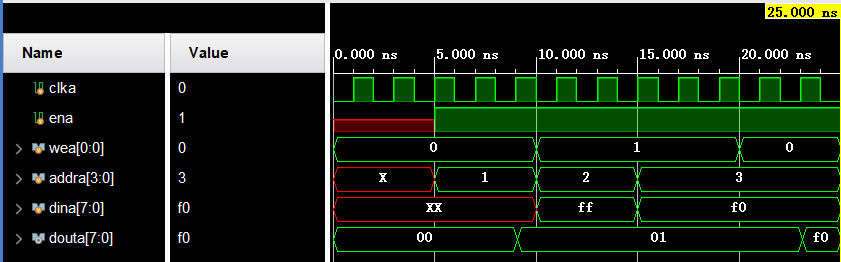 25.000 ns
Name Value 0.000 ns 5.000 ns 10.000 ns 15.000 ns 20.000 ns
clka 0
ena 1
wea[0:0] 0 0 1 0
addra[3:0] 3 X 1 2 3
dina[7:0] f0 XX ff f0
douta[7:0] f0 00 01 f0